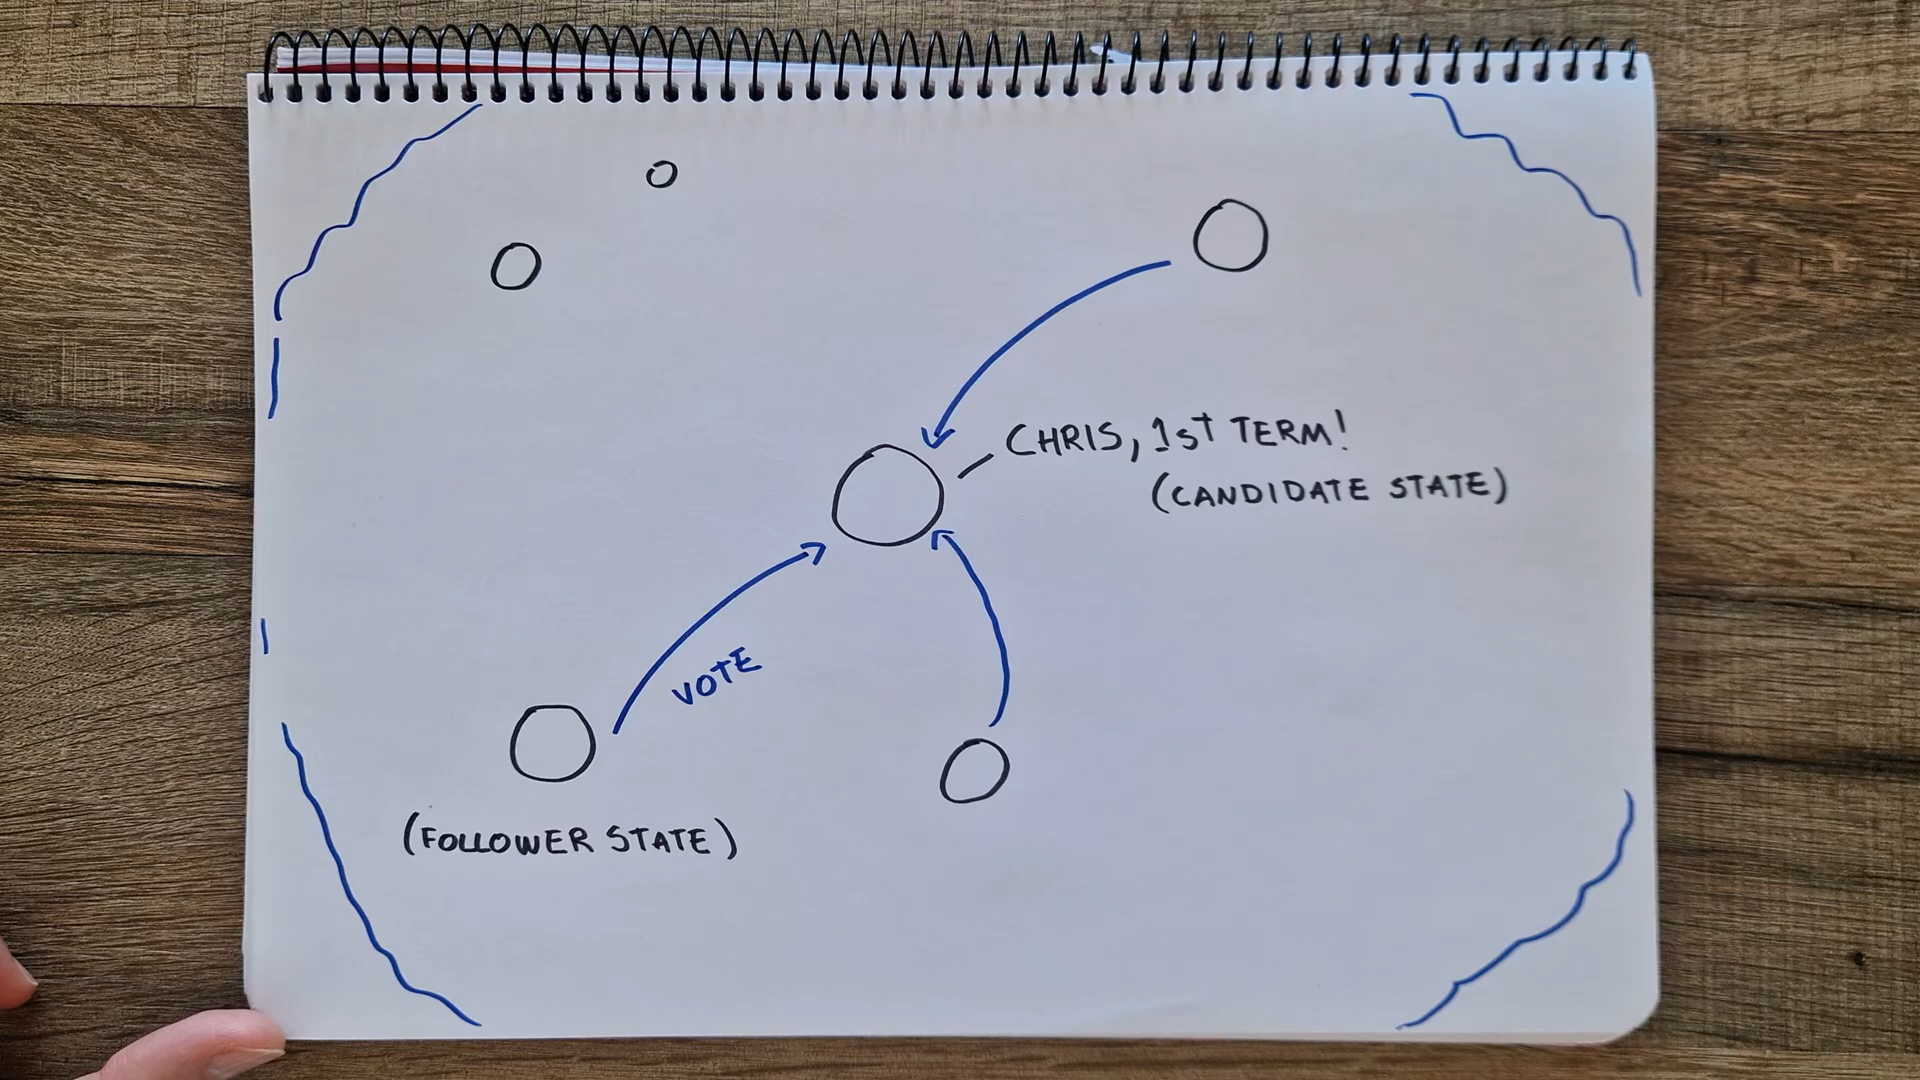 CHRIS, 1st TERM!
(CANDIDATE STATE)
VOTE
(FOLLOWER STATE)